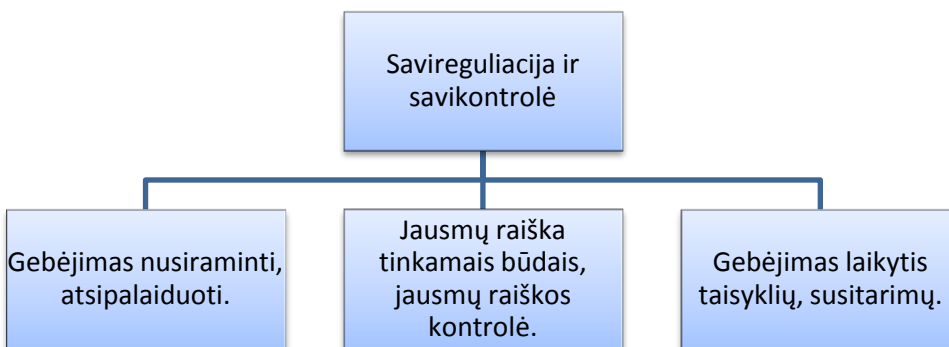 Savireguliacija ir
savikontrolė
Gebėjimas nusiraminti,
atsipalaiduoti.
Jausmų raiška
tinkamais būdais,
jausmų raiškos
kontrolė.
Gebėjimas laikytis
taisyklių, susitarimų.